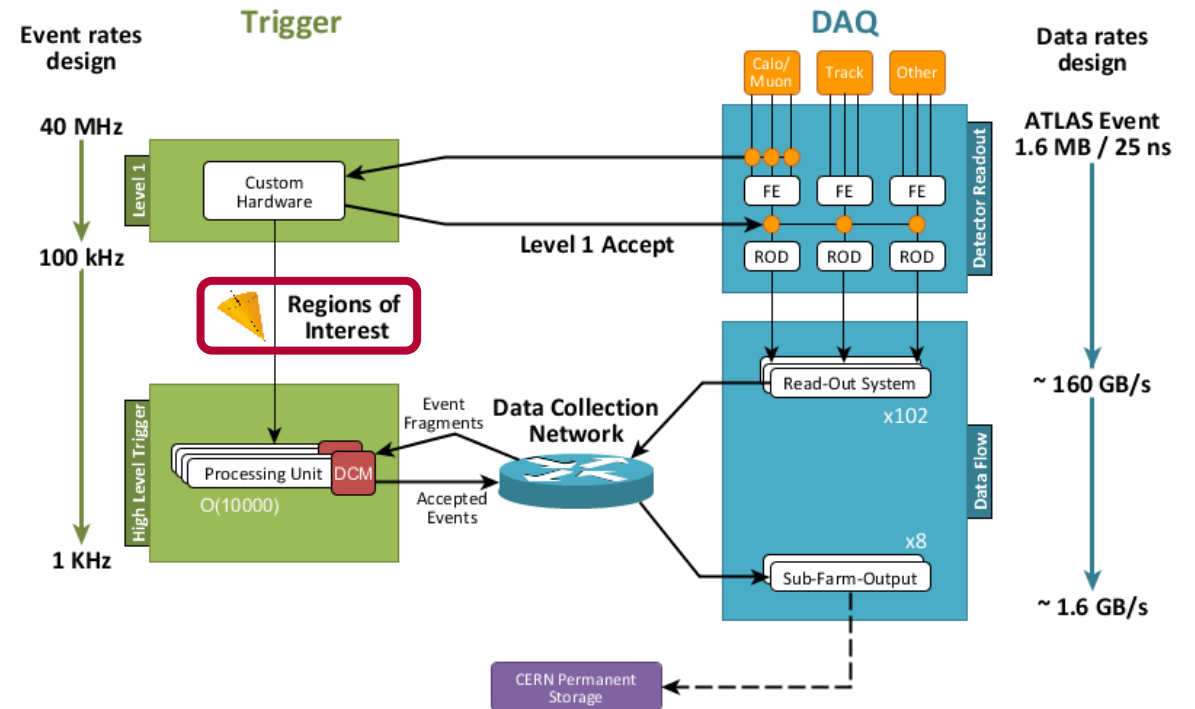 Trigger
DAQ
Event rates
design
Data rates
design
Calo/
Muon
Track
Other
40 MHz
ATLAS Event
1.6 MB / 25 ns
Level 1
Custom
Hardware
FE
FE
FE
Detector Readout
Level 1 Accept
100 kHz
ROD
ROD
ROD
Regions of
Interest
Read-Out System
~ 160 GB/s
x102
High Level Trigger
Event
Fragments
Data Collection
Network
Processing Unit
DCM
O(10000)
Accepted
Events
Data Flow
1 KHz
x8
Sub-Farm-Output
~ 1.6 GB/s
CERN Permanent
Storage